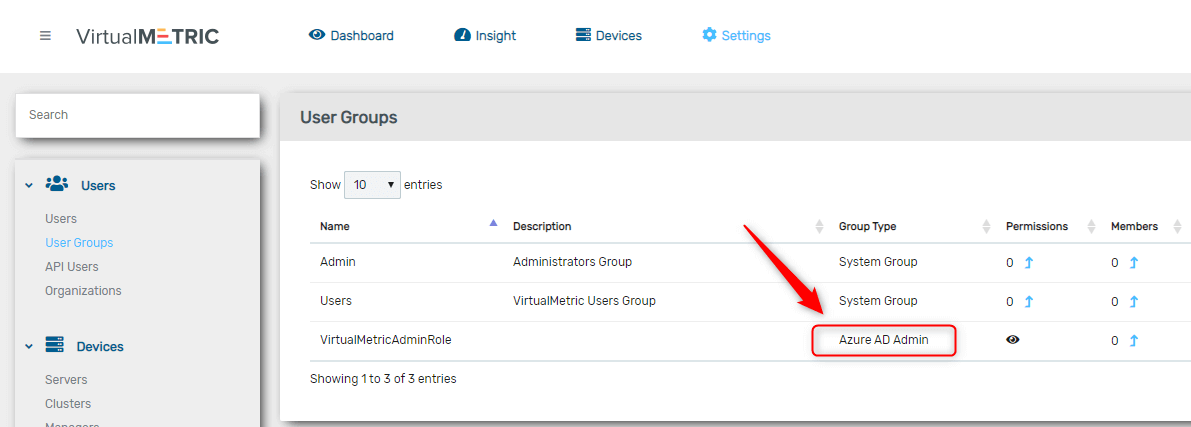 VirtualMETRIC
Dashboard Insight Devices Settings
Search
Users
Users
User Groups
API Users
Organizations
Devices
Servers
Clusters
Managers
User Groups
Show 10 entries
Name Description Group Type Permissions Members
Admin Administrators Group System Group 0 0
Users VirtualMetric Users Group System Group 0 0
VirtualMetricAdminRole Azure AD Admin 0
Showing 1 to 3 of 3 entries